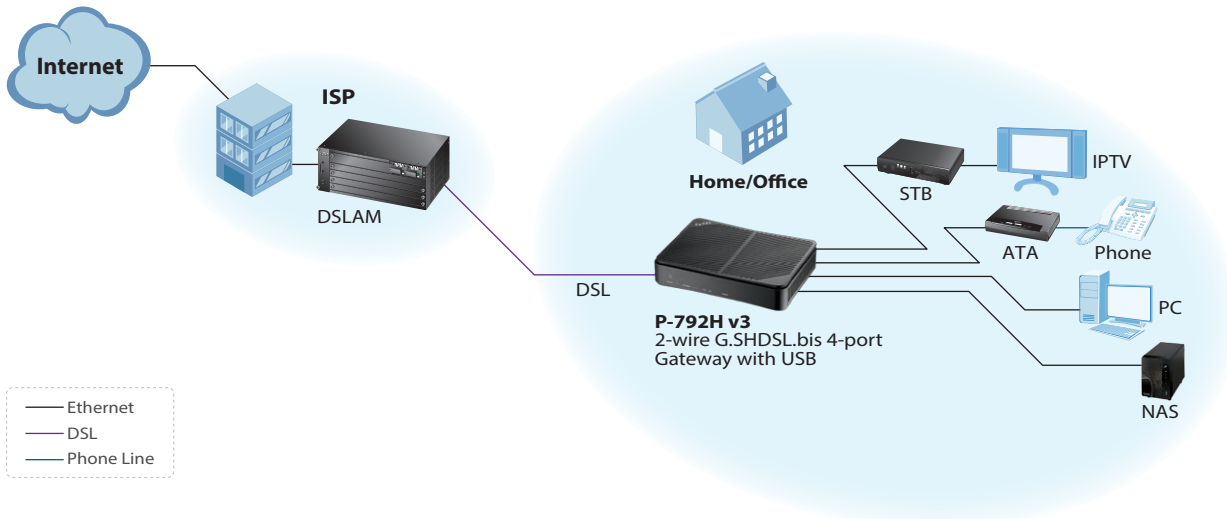 Internet
ISP
DSLAM
DSL
Home/Office
P-792H v3
2-wire G.SHDSL.bis 4-port
Gateway with USB
STB
IPTV
ATA
Phone
PC
NAS
Ethernet
DSL
Phone Line